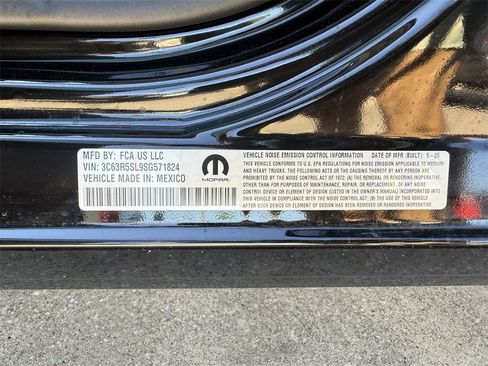 MFD BY: FCA US LLC
VIN: 3C63R5SL9SG571824
VEHICLE MADE IN: MEXICO
MOPAR
VEHICLE NOISE EMISSION CONTROL INFORMATION DATE OF MFR (BUILT): 5 - 25
THIS VEHICLE CONFORMS TO U.S. EPA REGULATIONS FOR NOISE EMISSION APPLICABLE TO MEDIUM
AND HEAVY TRUCKS. THE FOLLOWING ACTS OR THE CAUSING THEREOF BY ANY PERSON ARE PROHIBITED BY THE NOISE
CONTROL ACT OF 1972: (A) THE REMOVAL OR RENDERING INOPERATIVE, OTHER THAN FOR
PURPOSES OF MAINTENANCE, REPAIR, OR REPLACEMENT, OF ANY NOISE CONTROL DEVICE
OR ELEMENT OF DESIGN (LISTED IN THE OWNER'S MANUAL) INCORPORATED INTO
THIS VEHICLE IN COMPLIANCE WITH THE NOISE CONTROL ACT; (B) THE USE OF THIS VEHICLE
AFTER SUCH DEVICE OR ELEMENT OF DESIGN HAS BEEN REMOVED OR RENDERED INOPERATIVE